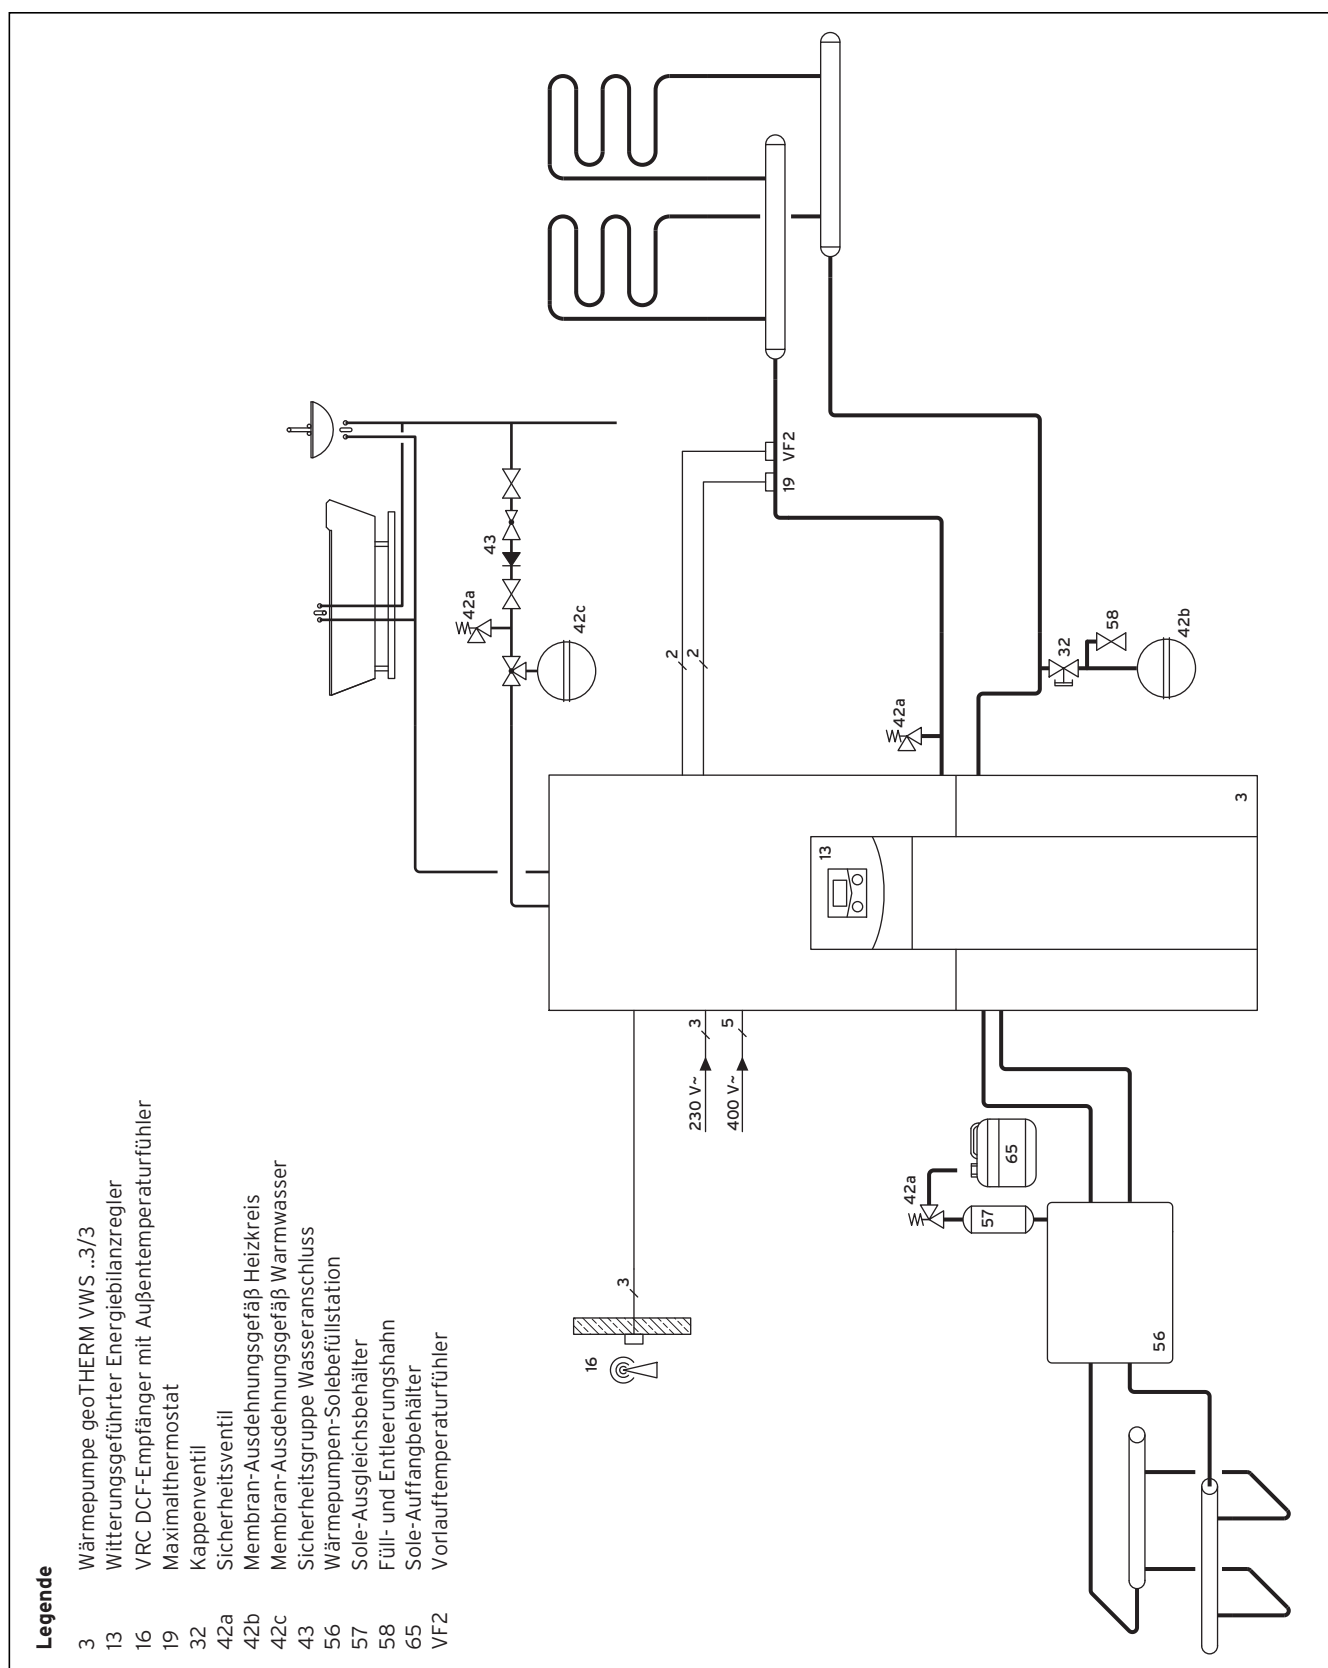 Legende
3 Wärmepumpe geoTHERM VWS ..3/3
13 Witterungsgeführter Energiebilanzregler
16 VRC DCF-Empfänger mit Außentemperaturfühler
19 Maximalthermostat
32 Kappenventil
42a Sicherheitsventil
42b Membran-Ausdehnungsgefäß Heizkreis
42c Membran-Ausdehnungsgefäß Warmwasser
43 Sicherheitsgruppe Wasseranschluss
56 Wärmepumpen-Solebefüllstation
57 Sole-Ausgleichsbehälter
58 Füll- und Entleerungshahn
65 Sole-Auffangbehälter
VF2 Vorlauftemperaturfühler
16
3
230 V~
3
400 V~
5
42a
57
65
56
13
3
42a
43
42c
2
2
19
VF2
42a
32
58
42b